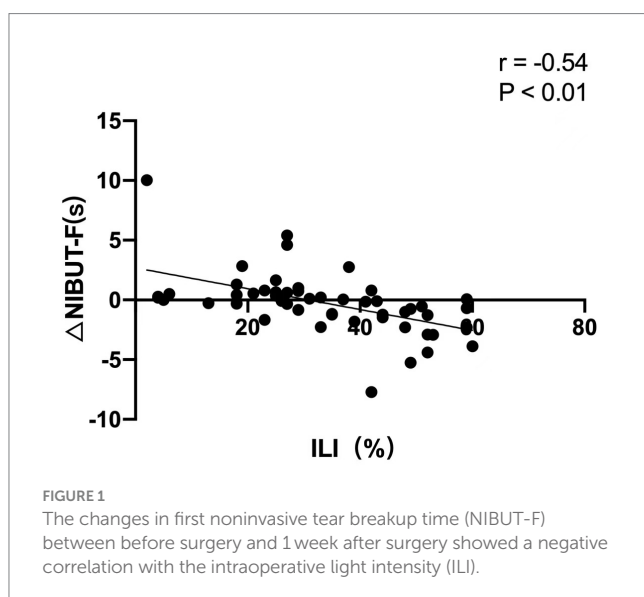 r = -0.54
P < 0.01
15
10
5
0
-5
-10
20
40
60
80
△NIBUT-F(s)
ILI (%)
FIGURE 1
The changes in first noninvasive tear breakup time (NIBUT-F)
between before surgery and 1 week after surgery showed a negative
correlation with the intraoperative light intensity (ILI).